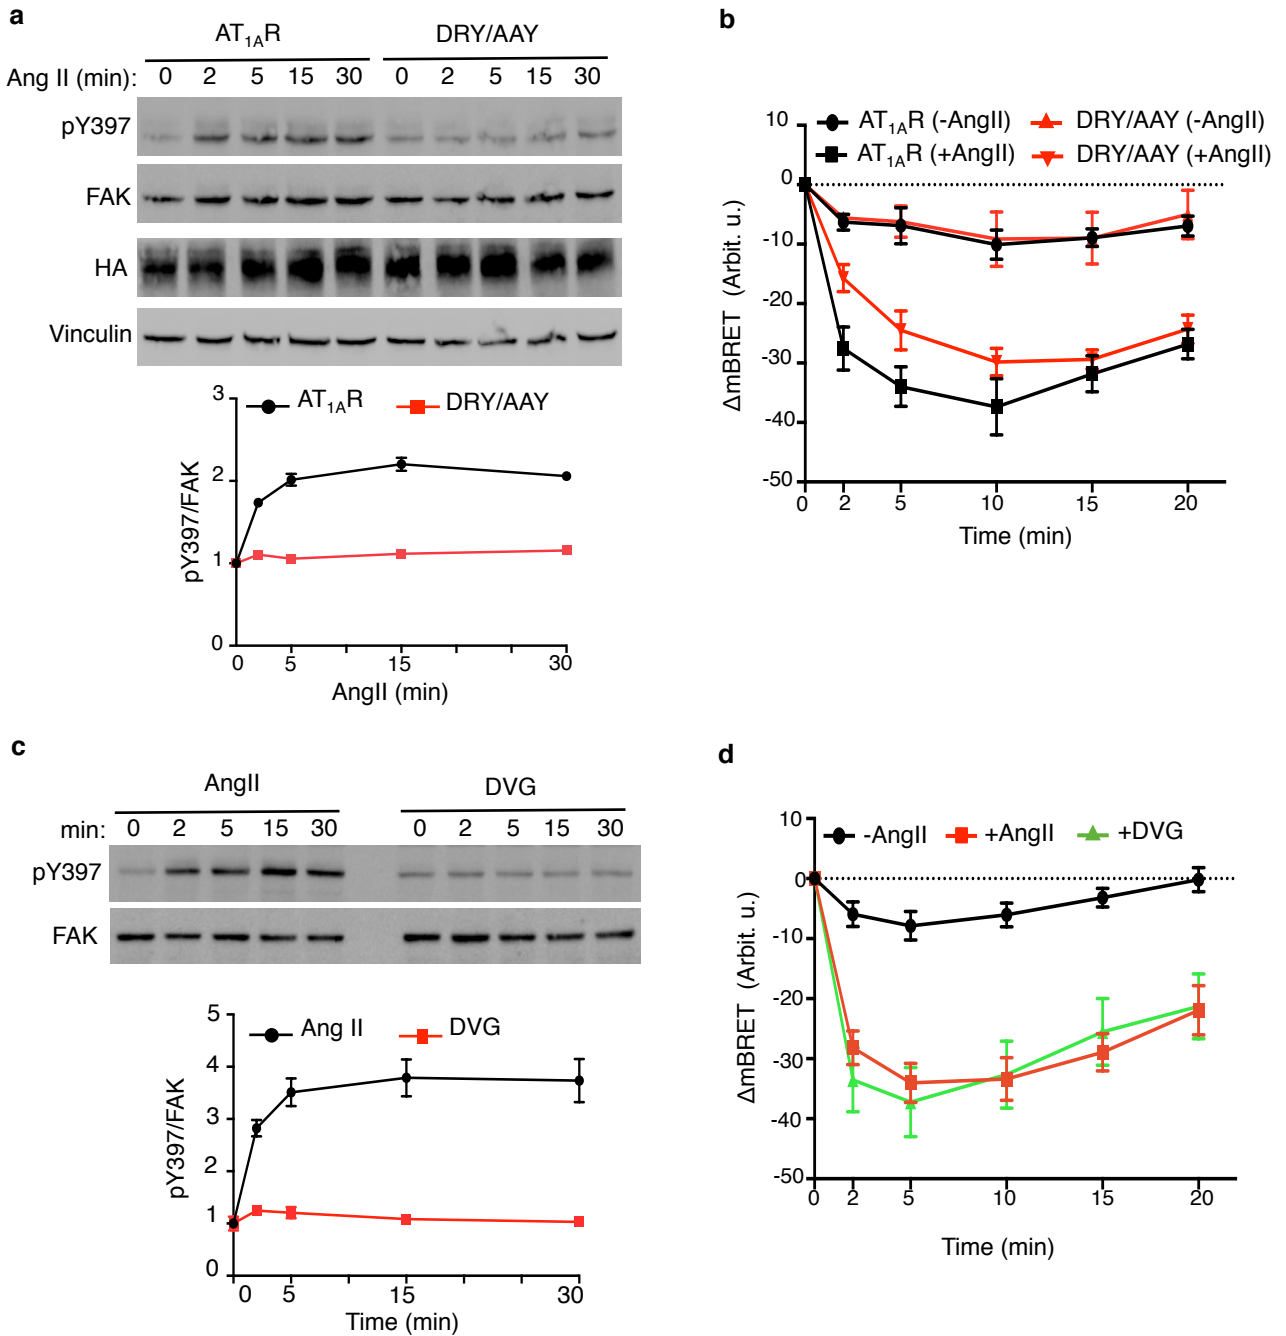 a
AT1AR DRY/AAY
Ang II (min): 0 2 5 15 30 0 2 5 15 30
pY397
FAK
HA
Vinculin
AT1AR DRY/AAY
3
2
1
0
pY397/FAK
0 5 15 30
AngII (min)
b
AT1AR (-AngII) DRY/AAY (-AngII)
AT1AR (+AngII) DRY/AAY (+AngII)
10
0
-10
-20
-30
-40
-50
ΔmBRET (Arbit. u.)
0 2 5 10 15 20
Time (min)
c
AngII DVG
min: 0 2 5 15 30 0 2 5 15 30
pY397
FAK
Ang II DVG
5
4
3
2
1
0
pY397/FAK
0 5 15 30
Time (min)
d
-AngII +AngII +DVG
10
0
-10
-20
-30
-40
-50
ΔmBRET (Arbit. u.)
0 2 5 10 15 20
Time (min)